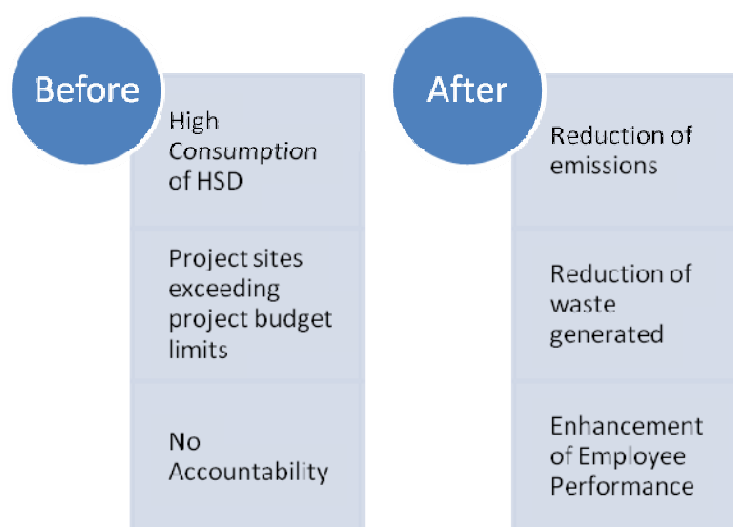 Before
High
Consumption
of HSD
Project sites
exceeding
project budget
limits
No
Accountability
After
Reduction of
emissions
Reduction of
waste
generated
Enhancement
of Employee
Performance